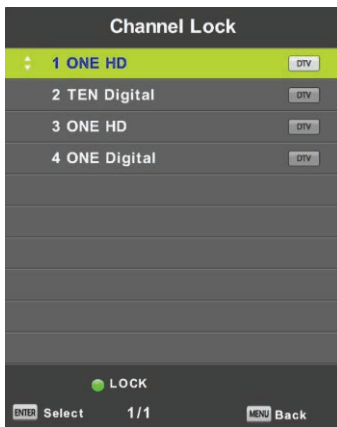 Channel Lock
1 ONE HD DTV
2 TEN Digital DTV
3 ONE HD DTV
4 ONE Digital DTV
LOCK
ENTER Select 1/1 MENU Back